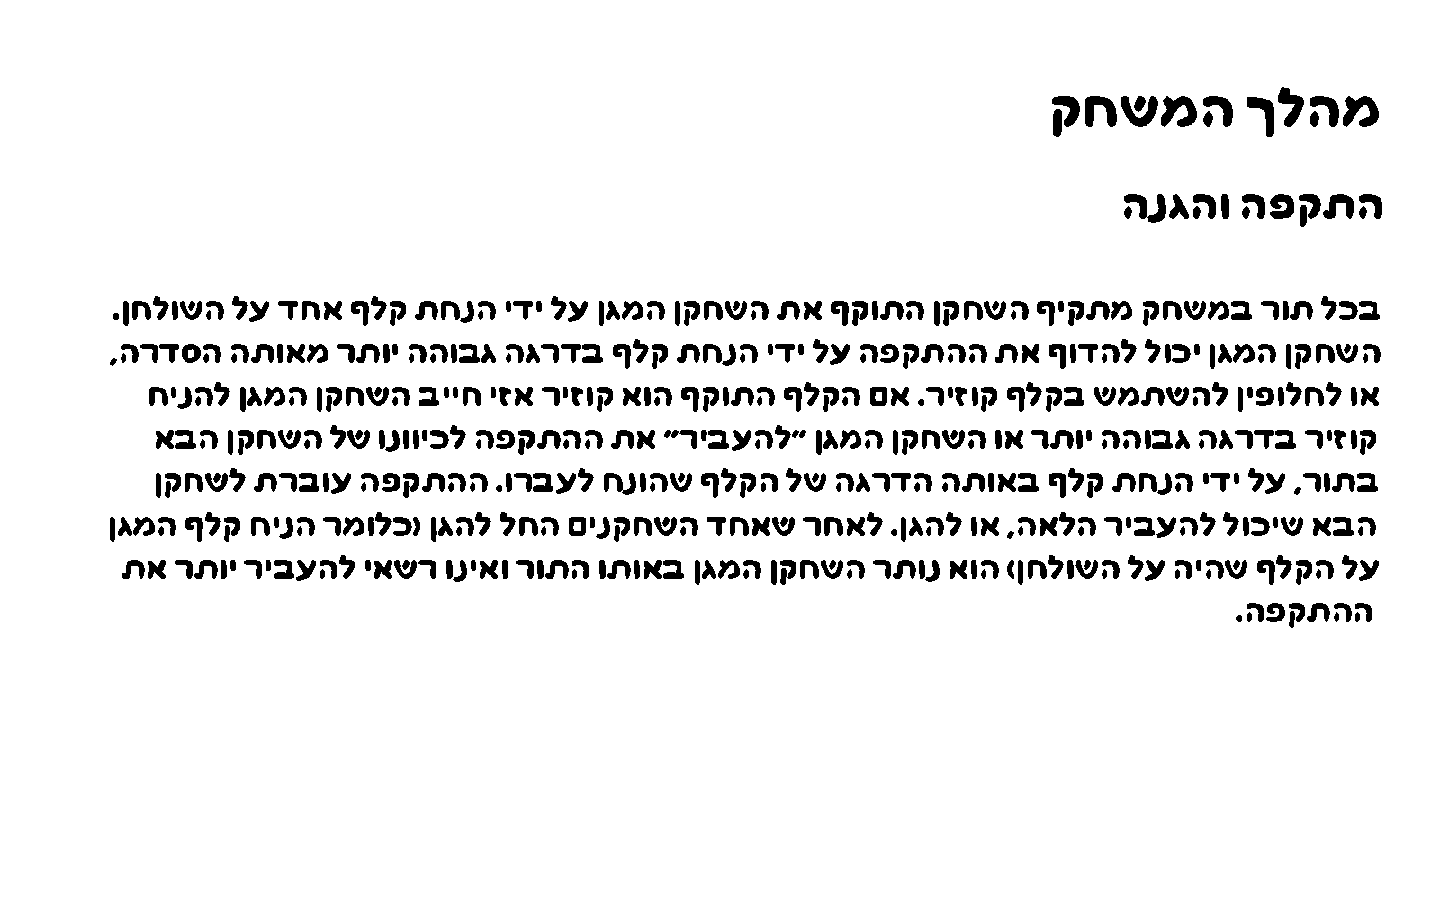 מהלך המשחק
התקפה והגנה
בכל תור במשחק מתקיף השחקן התוקף את השחקן המגן על ידי הנחת קלף אחד על השולחן.
השחקן המגן יכול להדוף את ההתקפה על ידי הנחת קלף בדרגה גבוהה יותר מאותה הסדרה,
או לחלופין להשתמש בקלף קוזיר. אם הקלף התוקף הוא קוזיר אזי חייב השחקן המגן להניח
קוזיר בדרגה גבוהה יותר או השחקן המגן "להעביר" את ההתקפה לכיוונו של השחקן הבא
בתור, על ידי הנחת קלף באותה הדרגה של הקלף שהונח לעברו. ההתקפה עוברת לשחקן
הבא שיכול להעביר הלאה, או להגן. לאחר שאחד השחקנים החל להגן (כלומר הניח קלף המגן
על הקלף שהיה על השולחן) הוא נותר השחקן המגן באותו התור ואינו רשאי להעביר יותר את
ההתקפה.